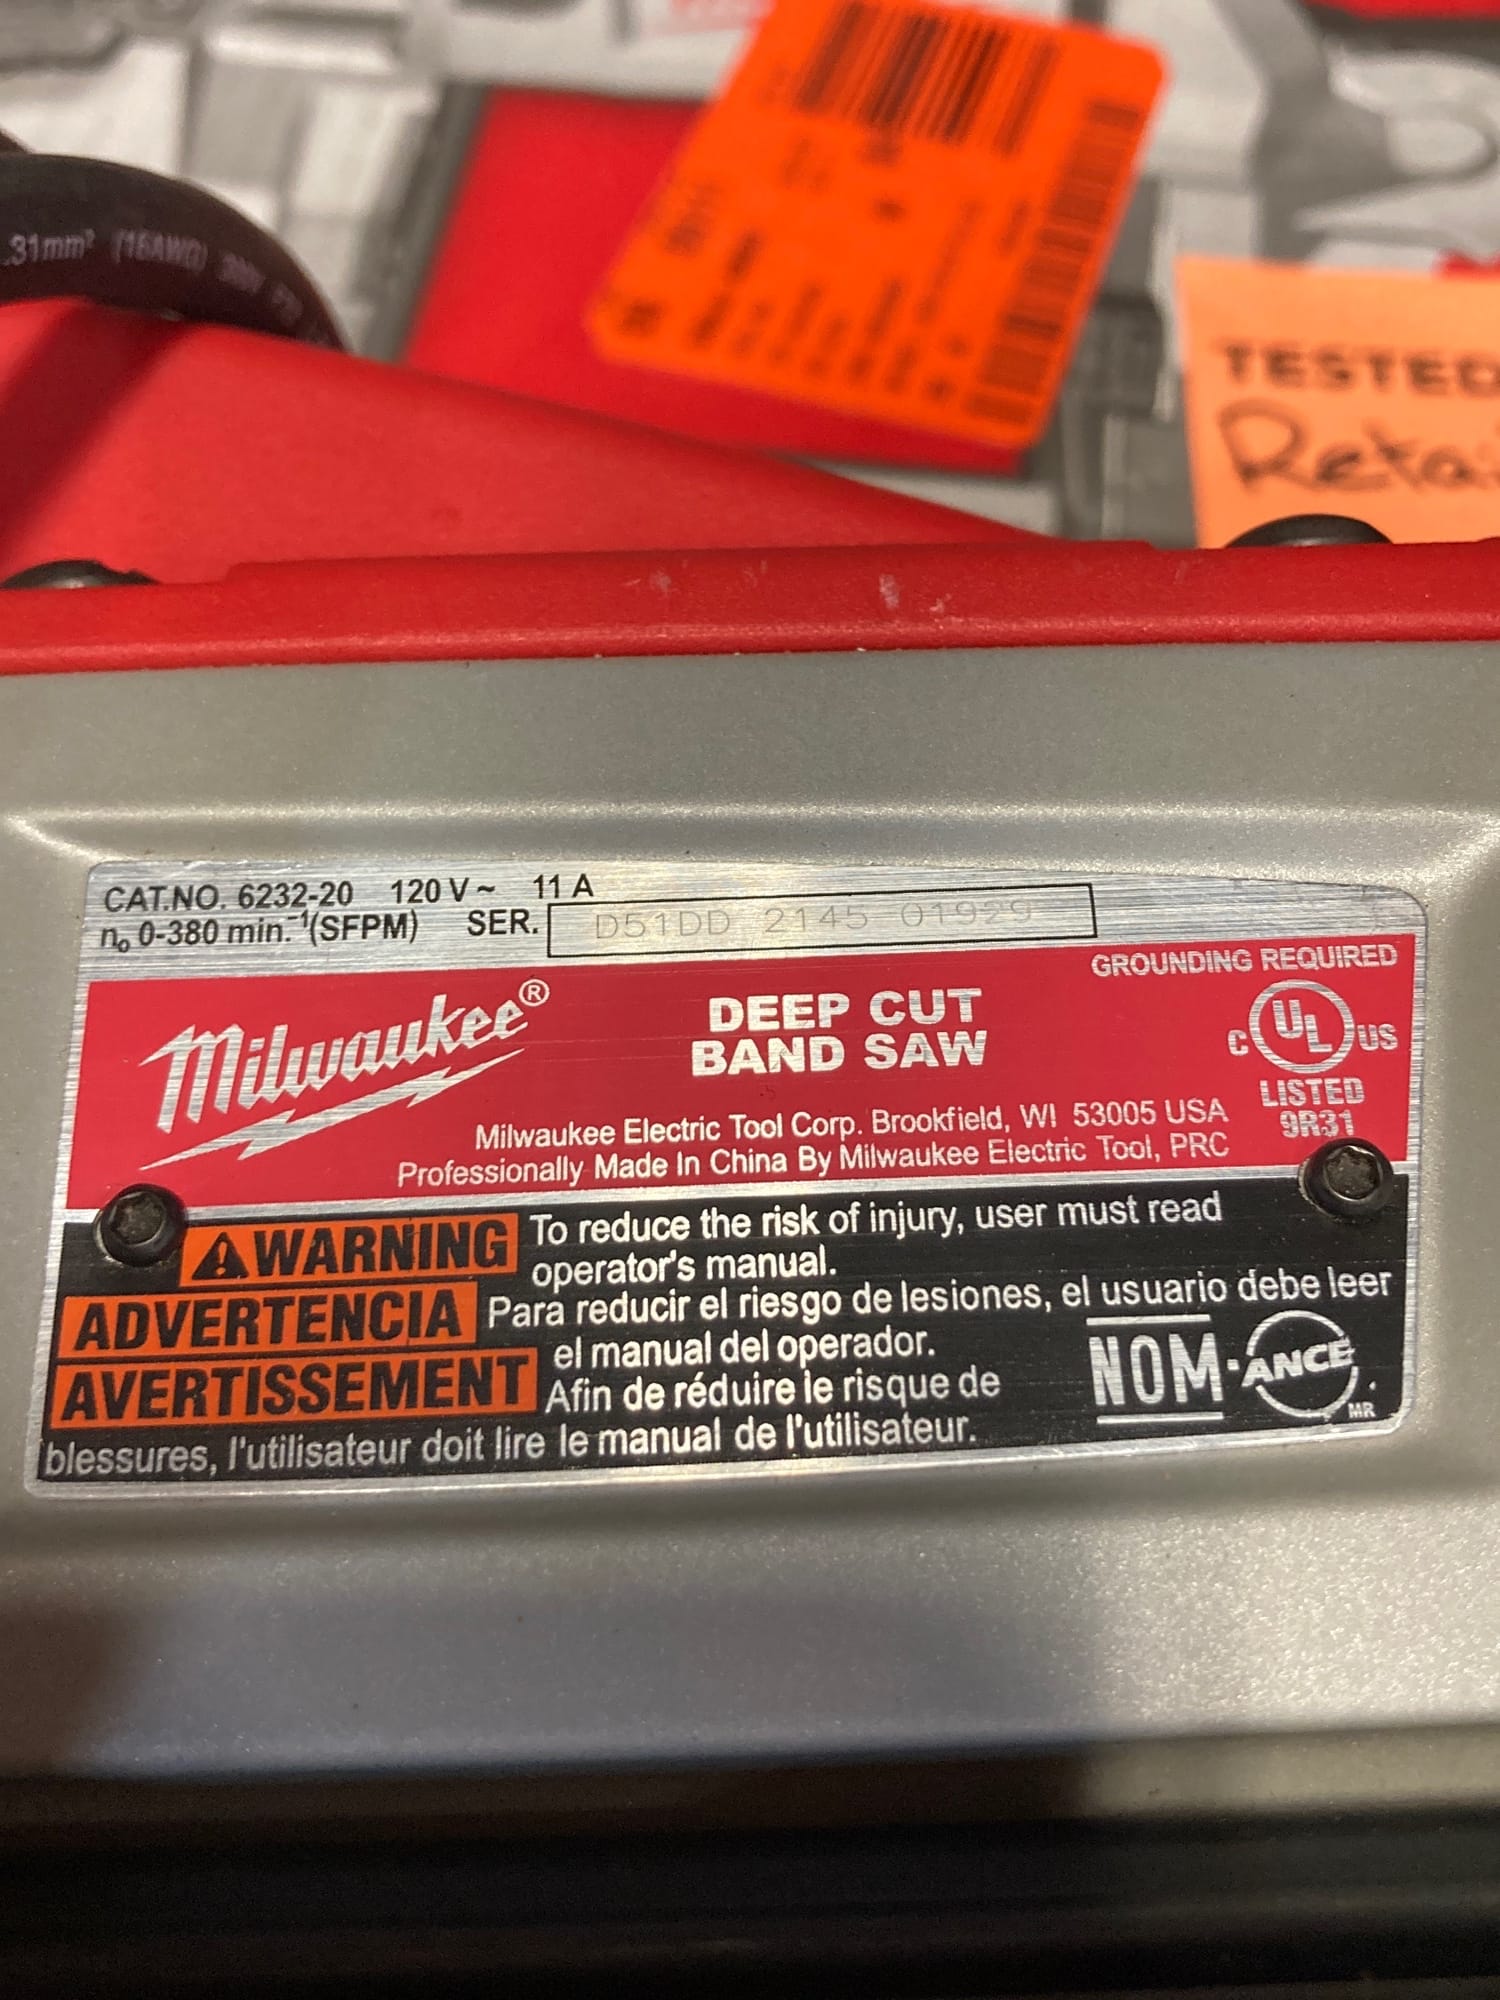 .31mm² (16AWG) 300V
TESTED
CAT.NO. 6232-20 120 V ~ 11 A
n₀ 0-380 min.⁻¹(SFPM) SER. D51DD 2145 01929
GROUNDING REQUIRED
Milwaukee®
DEEP CUT
BAND SAW
C UL US
LISTED
9R31
Milwaukee Electric Tool Corp. Brookfield, WI 53005 USA
Professionally Made In China By Milwaukee Electric Tool, PRC
WARNING To reduce the risk of injury, user must read
operator's manual.
ADVERTENCIA Para reducir el riesgo de lesiones, el usuario debe leer
el manual del operador.
AVERTISSEMENT Afin de réduire le risque de
blessures, l'utilisateur doit lire le manual de l'utilisateur.
NOM-ANCE
MR